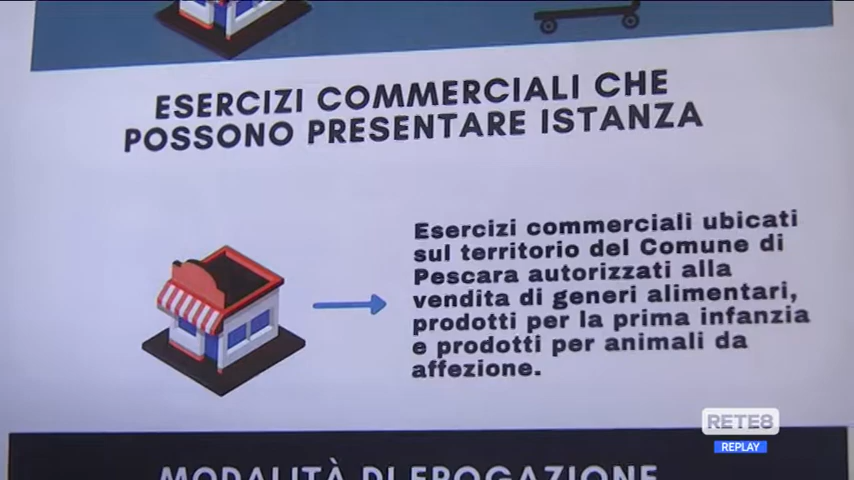 ESERCIZI COMMERCIALI CHE
POSSONO PRESENTARE ISTANZA
Esercizi commerciali ubicati
sul territorio del Comune di
Pescara autorizzati alla
vendita di generi alimentari,
prodotti per la prima infanzia
e prodotti per animali da
affezione.
RETE8
REPLAY
MODALITÀ DI EROGAZIONE